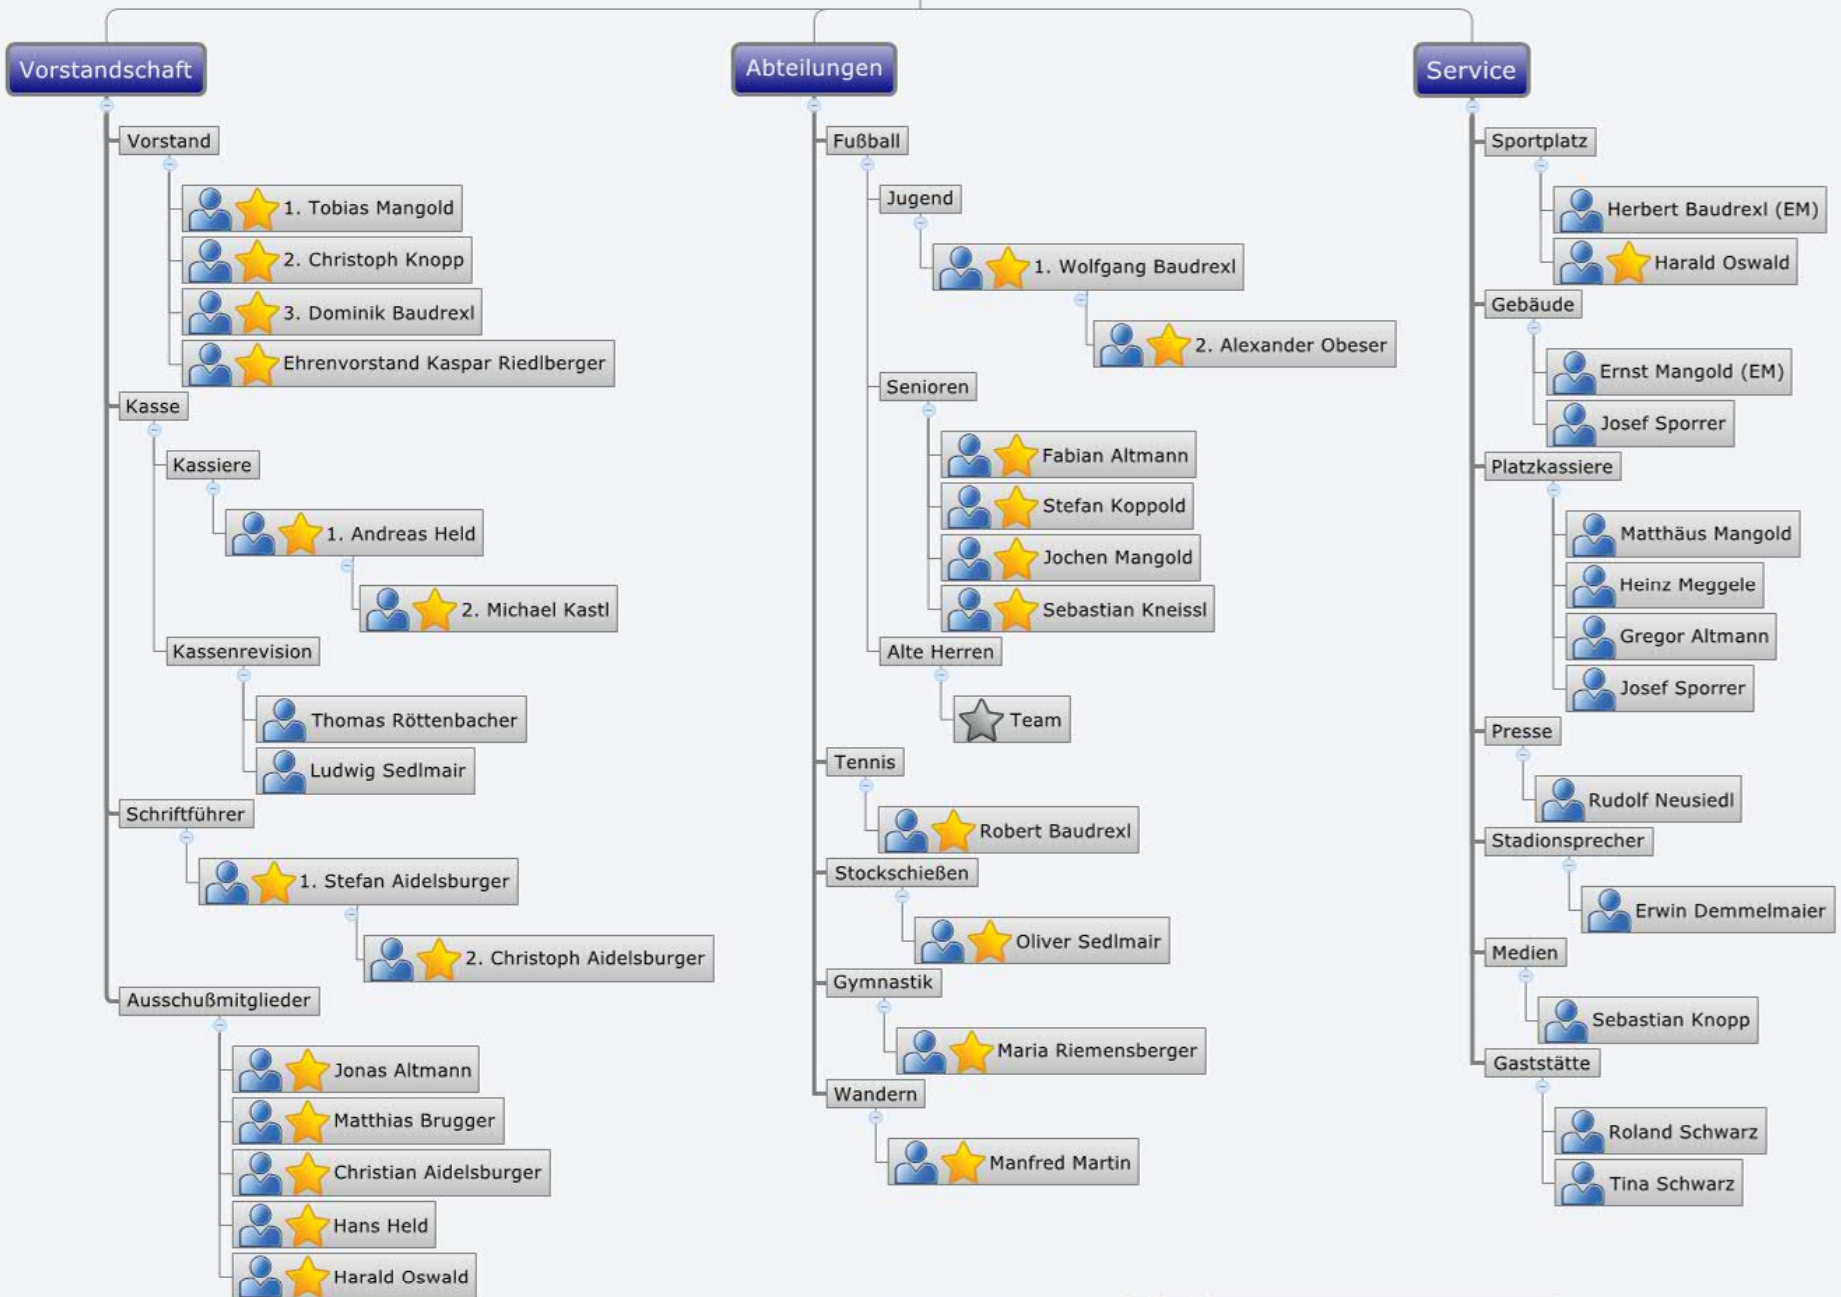 Vorstandschaft
Vorstand
1. Tobias Mangold
2. Christoph Knopp
3. Dominik Baudrexl
Ehrenvorstand Kaspar Riedlberger
Kasse
Kassiere
1. Andreas Held
2. Michael Kastl
Kassenrevision
Thomas Röttenbacher
Ludwig Sedlmair
Schriftführer
1. Stefan Aidelsburger
2. Christoph Aidelsburger
Ausschußmitglieder
Jonas Altmann
Matthias Brugger
Christian Aidelsburger
Hans Held
Harald Oswald
Abteilungen
Fußball
Jugend
1. Wolfgang Baudrexl
2. Alexander Obeser
Senioren
Fabian Altmann
Stefan Koppold
Jochen Mangold
Sebastian Kneissl
Alte Herren
Team
Tennis
Robert Baudrexl
Stockschießen
Oliver Sedlmair
Gymnastik
Maria Riemensberger
Wandern
Manfred Martin
Service
Sportplatz
Herbert Baudrexl (EM)
Harald Oswald
Gebäude
Ernst Mangold (EM)
Josef Sporrer
Platzkassiere
Matthäus Mangold
Heinz Meggele
Gregor Altmann
Josef Sporrer
Presse
Rudolf Neusiedl
Stadionsprecher
Erwin Demmelmaier
Medien
Sebastian Knopp
Gaststätte
Roland Schwarz
Tina Schwarz